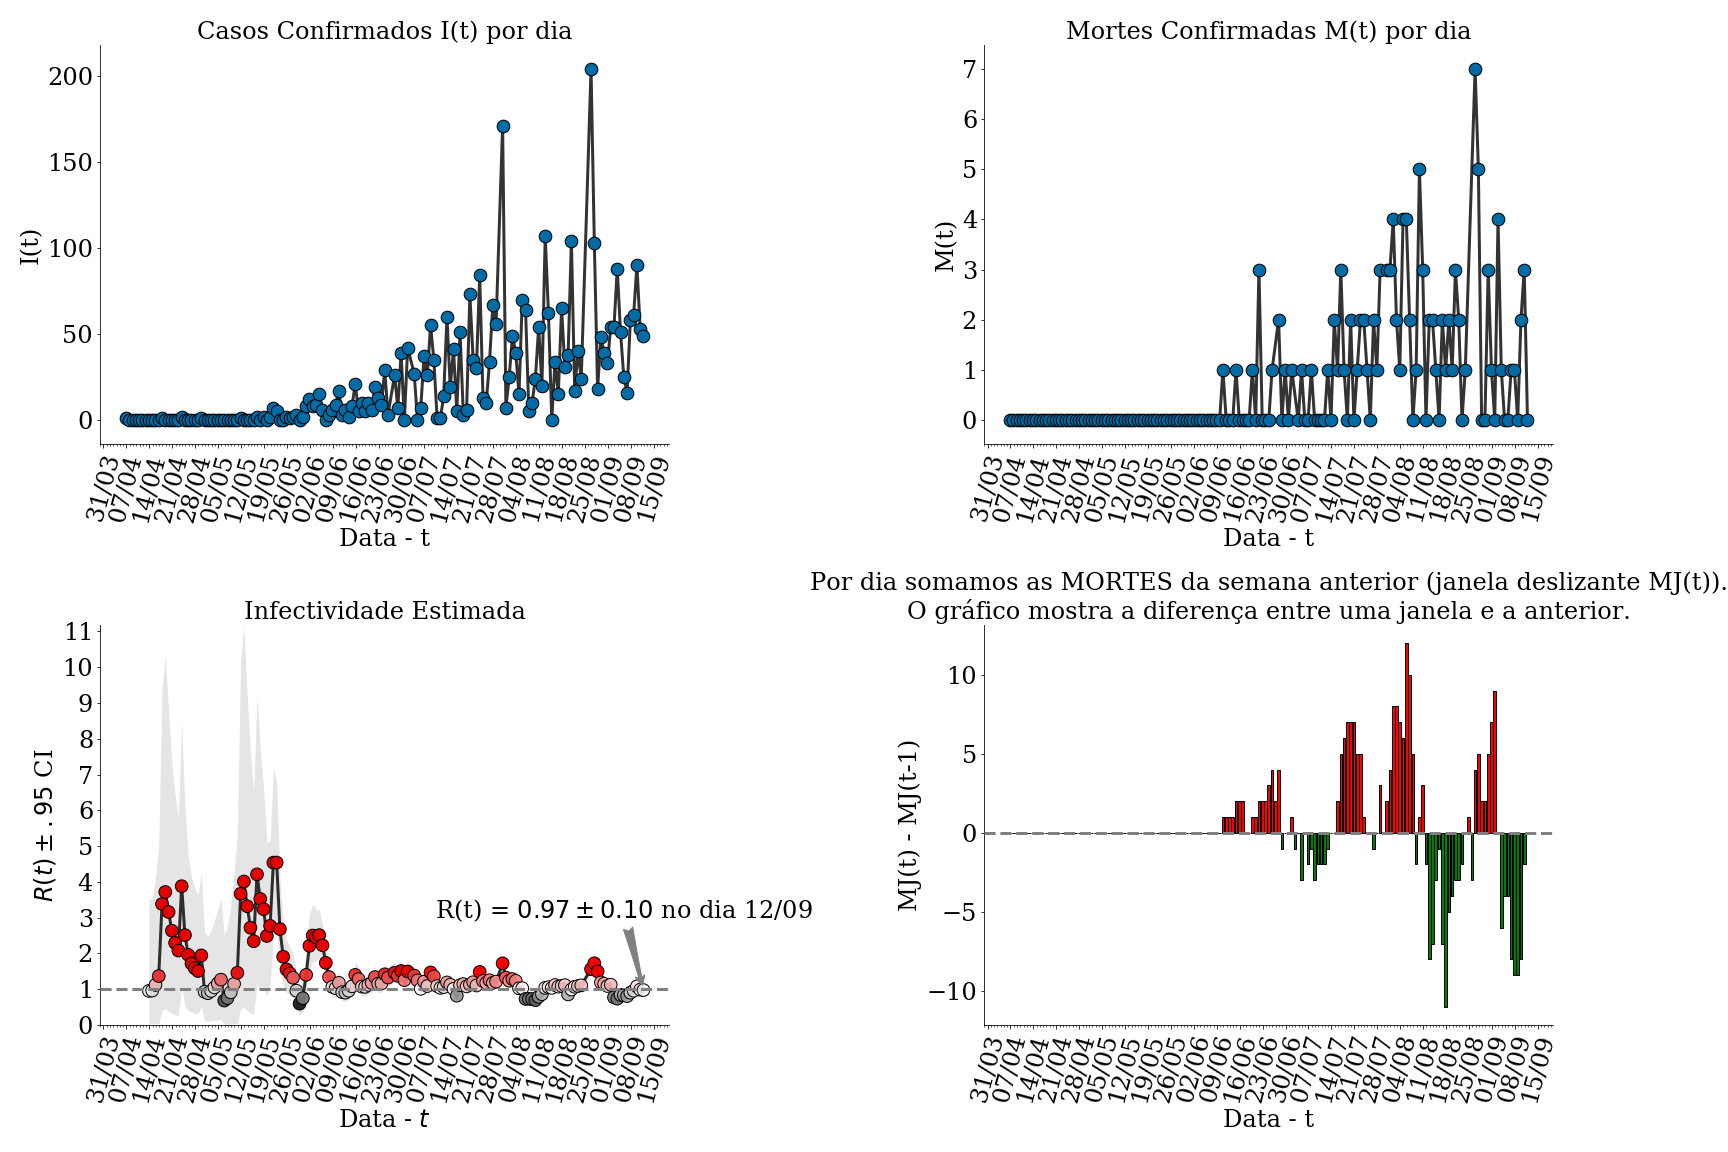 Casos Confirmados I(t) por dia
I(t)
200
150
100
50
0
31/03 07/04 14/04 21/04 28/04 05/05 12/05 19/05 26/05 02/06 09/06 16/06 23/06 30/06 07/07 14/07 21/07 28/07 04/08 11/08 18/08 25/08 01/09 08/09 15/09
Data - t
Mortes Confirmadas M(t) por dia
M(t)
7
6
5
4
3
2
1
0
31/03 07/04 14/04 21/04 28/04 05/05 12/05 19/05 26/05 02/06 09/06 16/06 23/06 30/06 07/07 14/07 21/07 28/07 04/08 11/08 18/08 25/08 01/09 08/09 15/09
Data - t
Infectividade Estimada
R(t) ± .95 CI
11
10
9
8
7
6
5
4
3
2
1
0
R(t) = 0.97 ± 0.10 no dia 12/09
31/03 07/04 14/04 21/04 28/04 05/05 12/05 19/05 26/05 02/06 09/06 16/06 23/06 30/06 07/07 14/07 21/07 28/07 04/08 11/08 18/08 25/08 01/09 08/09 15/09
Data - t
Por dia somamos as MORTES da semana anterior (janela deslizante MJ(t)).
O gráfico mostra a diferença entre uma janela e a anterior.
MJ(t) - MJ(t-1)
10
5
0
−5
−10
31/03 07/04 14/04 21/04 28/04 05/05 12/05 19/05 26/05 02/06 09/06 16/06 23/06 30/06 07/07 14/07 21/07 28/07 04/08 11/08 18/08 25/08 01/09 08/09 15/09
Data - t